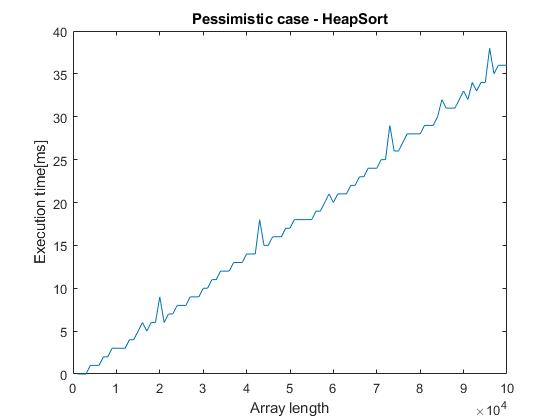 Pessimistic case - HeapSort
40
35
30
25
20
15
10
5
0
Execution time[ms]
0 1 2 3 4 5 6 7 8 9 10
Array length
×10^4